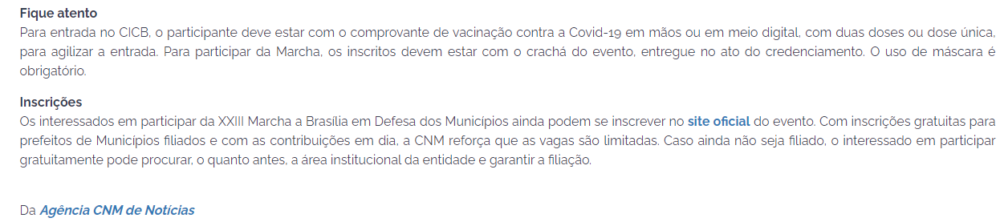 Fique atento
Para entrada no CICB, o participante deve estar com o comprovante de vacinação contra a Covid-19 em mãos ou em meio digital, com duas doses ou dose única,
para agilizar a entrada. Para participar da Marcha, os inscritos devem estar com o crachá do evento, entregue no ato do credenciamento. O uso de máscara é
obrigatório.
Inscrições
Os interessados em participar da XXIII Marcha a Brasília em Defesa dos Municípios ainda podem se inscrever no site oficial do evento. Com inscrições gratuitas para
prefeitos de Municípios filiados e com as contribuições em dia, a CNM reforça que as vagas são limitadas. Caso ainda não seja filiado, o interessado em participar
gratuitamente pode procurar, o quanto antes, a área institucional da entidade e garantir a filiação.
Da Agência CNM de Notícias